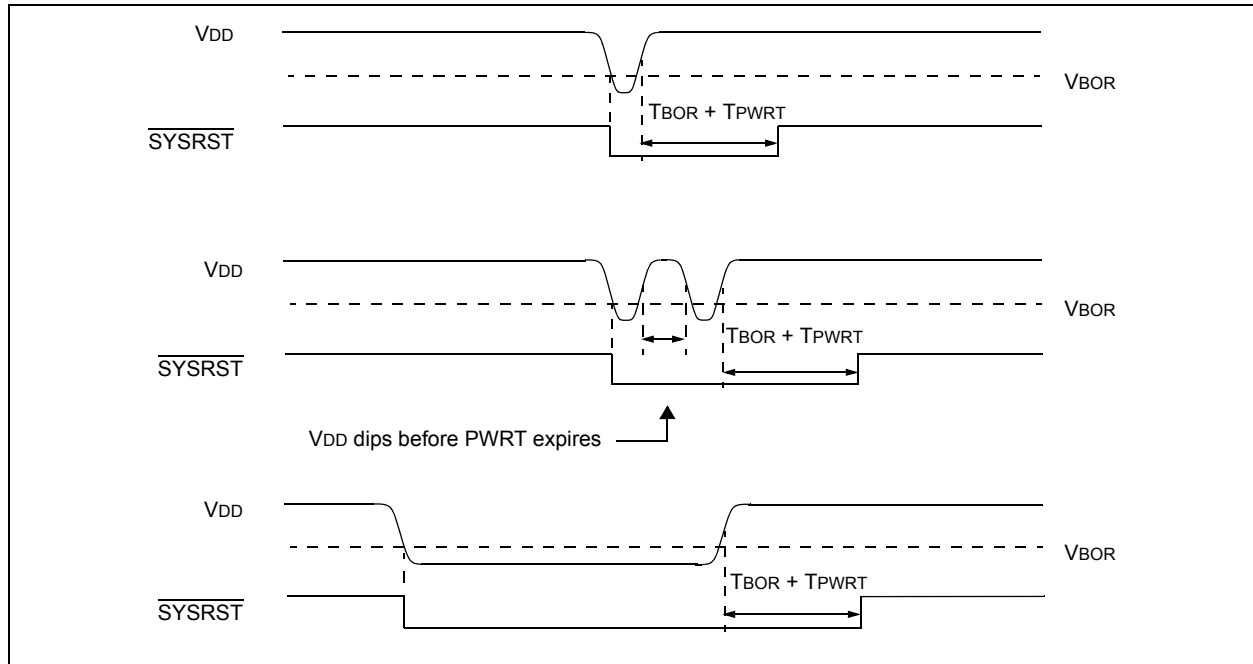 VDD
VBOR
TBOR + TPWRT
SYSRST
VDD
VBOR
TBOR + TPWRT
SYSRST
VDD dips before PWRT expires
VDD
VBOR
TBOR + TPWRT
SYSRST